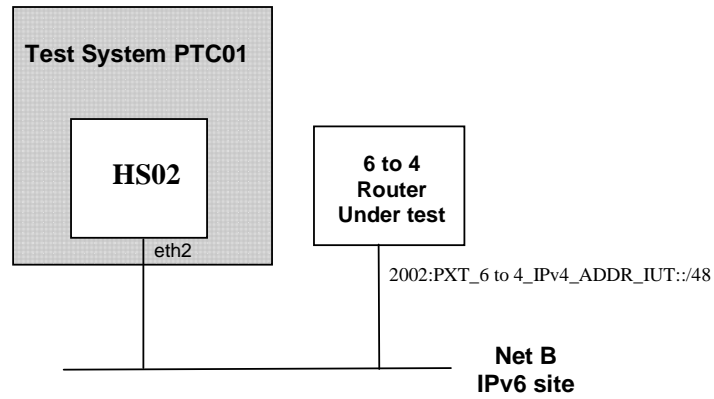 Test System PTC01
HS02
eth2
6 to 4
Router
Under test
2002:PXT_6 to 4_IPv4_ADDR_IUT::/48
Net B
IPv6 site